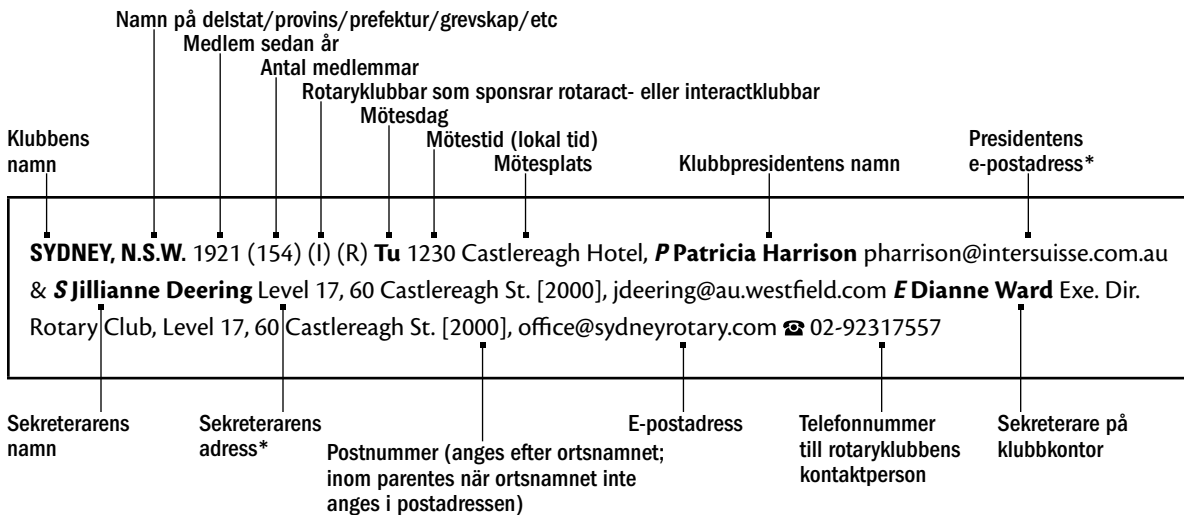 Namn på delstat/provins/prefektur/grevskap/etc
Medlem sedan år
Antal medlemmar
Rotaryklubbar som sponsrar rotaract- eller interactklubbar
Mötesdag
Mötestid (lokal tid)
Mötesplats
Klubbens
namn
Klubbpresidentens namn
Presidentens
e-postadress*
SYDNEY, N.S.W. 1921 (154) (I) (R) Tu 1230 Castlereagh Hotel, P Patricia Harrison pharrison@intersuisse.com.au
& S Jillianne Deering Level 17, 60 Castlereagh St. [2000], jdeering@au.westfield.com E Dianne Ward Exe. Dir.
Rotary Club, Level 17, 60 Castlereagh St. [2000], office@sydneyrotary.com ☎ 02-92317557
Sekreterarens
namn
Sekreterarens
adress*
Postnummer (anges efter ortsnamnet;
inom parentes när ortsnamnet inte
anges i postadressen)
E-postadress
Telefonnummer
till rotaryklubbens
kontaktperson
Sekreterare på
klubbkontor